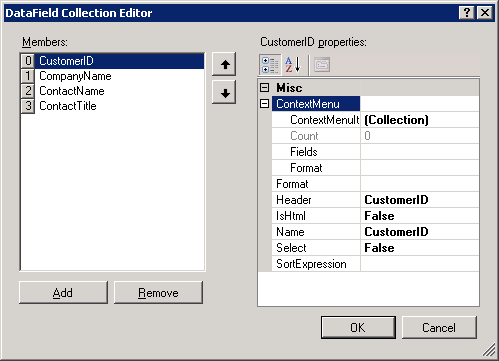 DataField Collection Editor
Members:
0 CustomerID
1 CompanyName
2 ContactName
3 ContactTitle
Add Remove
CustomerID properties:
Misc
ContextMenu
ContextMenuIt (Collection)
Count 0
Fields
Format
Format
Header CustomerID
IsHtml False
Name CustomerID
Select False
SortExpression
OK Cancel